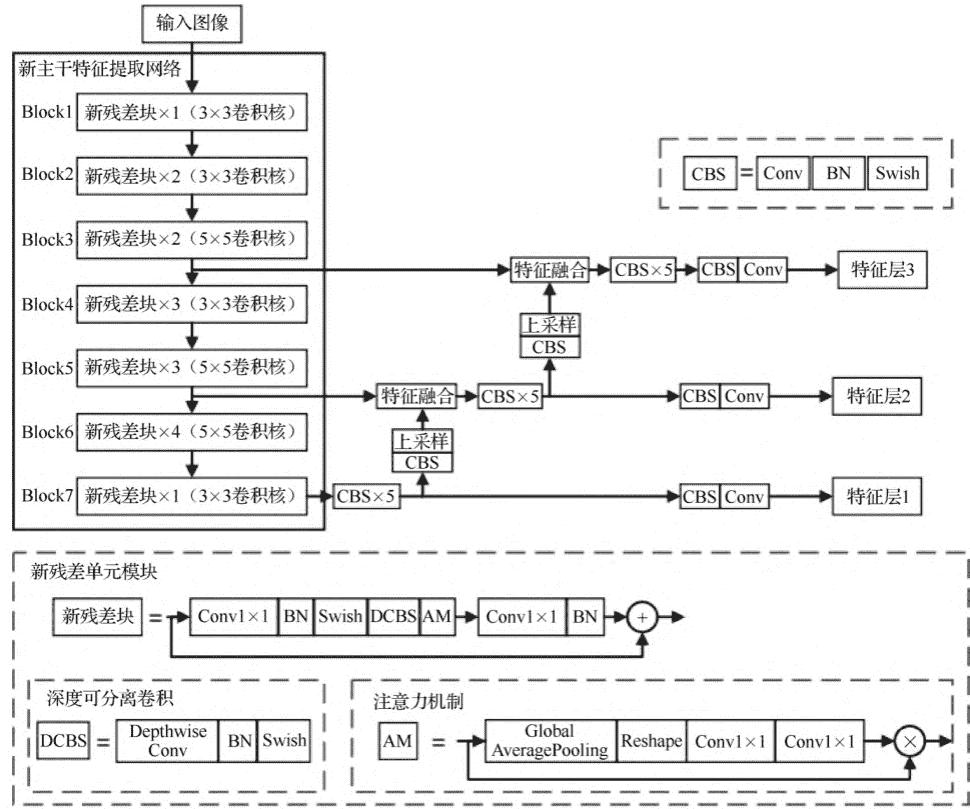 输入图像
新主干特征提取网络
Block1 新残差块×1（3×3卷积核）
Block2 新残差块×2（3×3卷积核）
CBS = Conv BN Swish
Block3 新残差块×2（5×5卷积核）
特征融合 CBS×5 CBS Conv 特征层3
Block4 新残差块×3（3×3卷积核）
上采样
CBS
Block5 新残差块×3（5×5卷积核）
特征融合 CBS×5 CBS Conv 特征层2
Block6 新残差块×4（5×5卷积核）
上采样
CBS
Block7 新残差块×1（3×3卷积核） CBS×5 CBS Conv 特征层1
新残差单元模块
新残差块 = Conv1×1 BN Swish DCBS AM Conv1×1 BN +
深度可分离卷积
DCBS = Depthwise Conv BN Swish
注意力机制
AM = Global AveragePooling Reshape Conv1×1 Conv1×1 ×